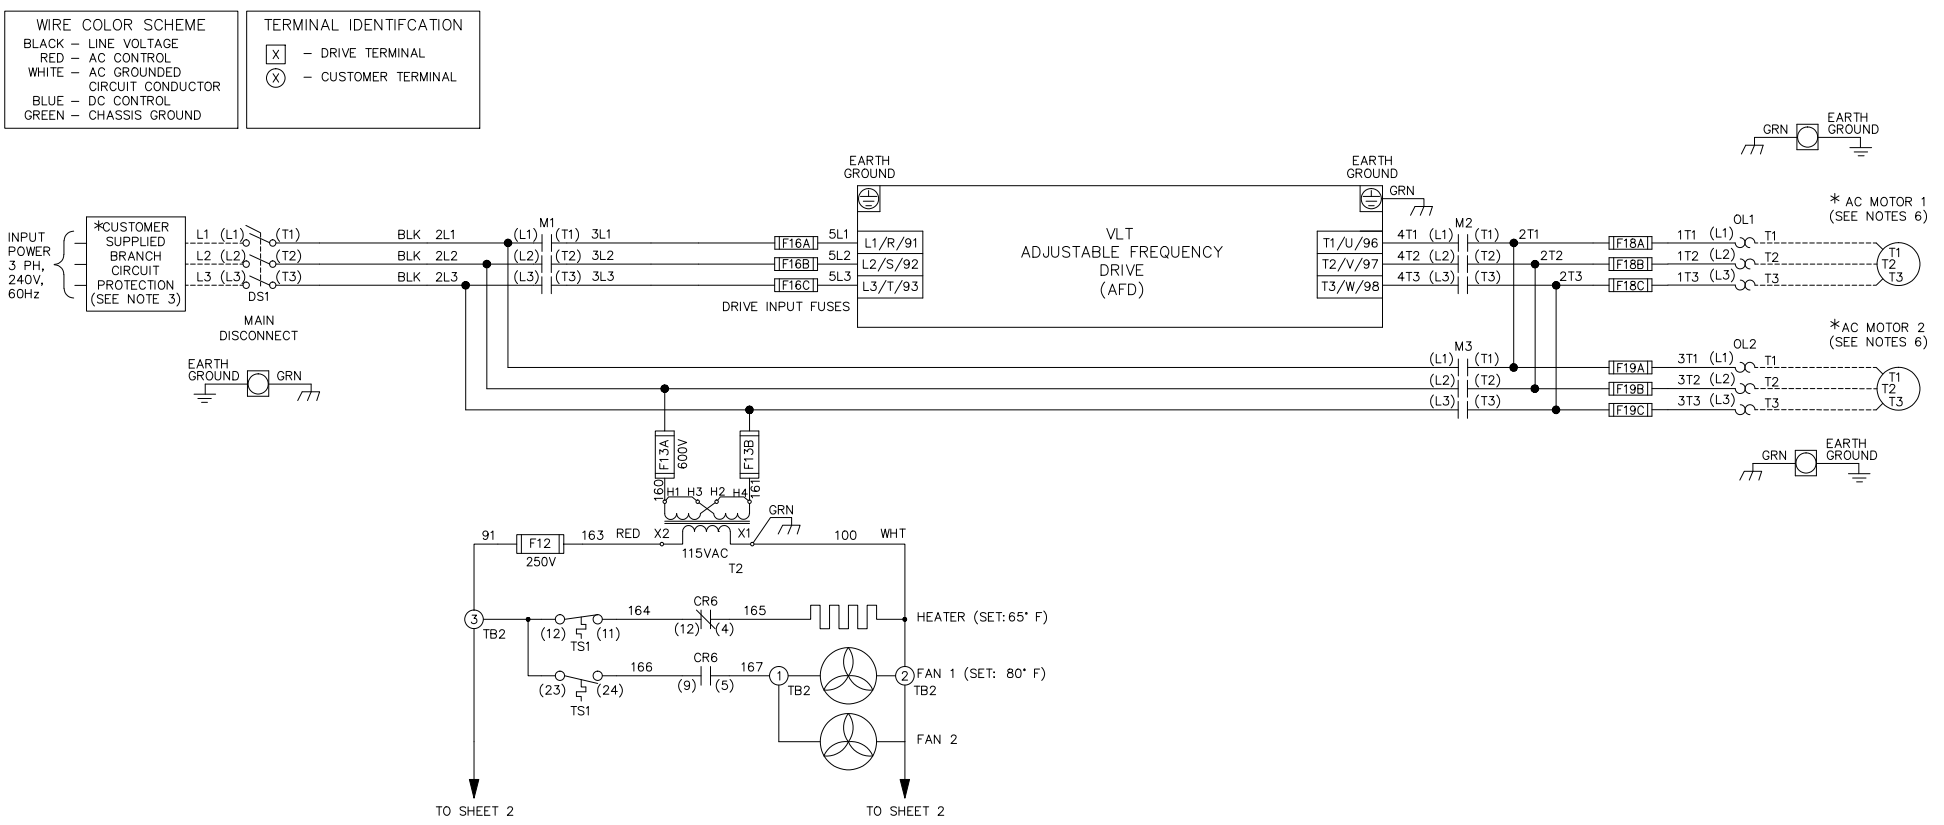 WIRE COLOR SCHEME
BLACK – LINE VOLTAGE
RED – AC CONTROL
WHITE – AC GROUNDED
CIRCUIT CONDUCTOR
BLUE – DC CONTROL
GREEN – CHASSIS GROUND
TERMINAL IDENTIFCATION
X – DRIVE TERMINAL
X – CUSTOMER TERMINAL
GRN EARTH
GROUND
EARTH
GROUND
EARTH
GROUND
GRN
INPUT
POWER
3 PH,
240V,
60Hz
*CUSTOMER
SUPPLIED
BRANCH
CIRCUIT
PROTECTION
(SEE NOTE 3)
L1 (L1) (T1) BLK 2L1 (L1) M1 (T1) 3L1 F16A 5L1 L1/R/91
L2 (L2) (T2) BLK 2L2 (L2) (T2) 3L2 F16B 5L2 L2/S/92
L3 (L3) (T3) BLK 2L3 (L3) (T3) 3L3 F16C 5L3 L3/T/93
DS1
MAIN
DISCONNECT
DRIVE INPUT FUSES
VLT
ADJUSTABLE FREQUENCY
DRIVE
(AFD)
T1/U/96 4T1 (L1) M2 (T1) 2T1 F18A 1T1 (L1) OL1 T1
T2/V/97 4T2 (L2) (T2) 2T2 F18B 1T2 (L2) T2
T3/W/98 4T3 (L3) (T3) 2T3 F18C 1T3 (L3) T3
* AC MOTOR 1
(SEE NOTES 6)
T1
T2
T3
EARTH
GROUND GRN
(L1) M3 (T1) F19A 3T1 (L1) OL2 T1
(L2) (T2) F19B 3T2 (L2) T2
(L3) (T3) F19C 3T3 (L3) T3
*AC MOTOR 2
(SEE NOTES 6)
T1
T2
T3
GRN EARTH
GROUND
F13A
600V
F13B
160
161
H1 H3 H2 H4
GRN
91 F12 163 RED X2 X1 100 WHT
250V
115VAC
T2
3 TB2 (12) (11) 164 CR6 (12) (4) 165 HEATER (SET:65° F)
TS1
(23) (24) 166 CR6 (9) (5) 167 1 TB2 2 TB2 FAN 1 (SET: 80° F)
TS1
FAN 2
TO SHEET 2
TO SHEET 2